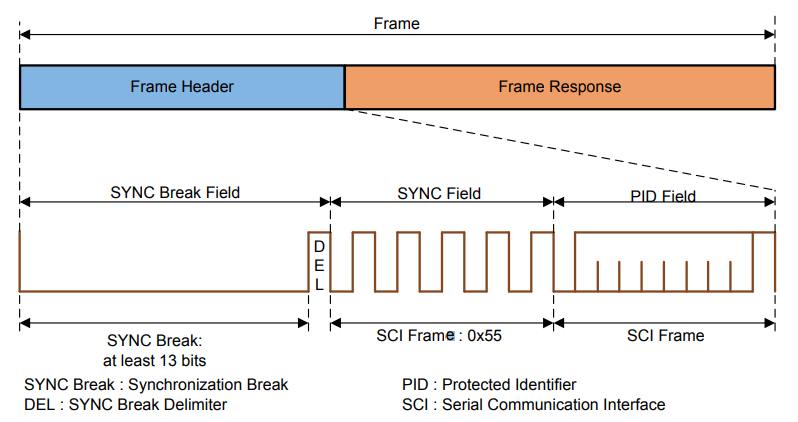 Frame
Frame Header
Frame Response
SYNC Break Field
SYNC Field
PID Field
D
E
L
SYNC Break:
at least 13 bits
SCI Frame : 0x55
SCI Frame
SYNC Break : Synchronization Break
DEL : SYNC Break Delimiter
PID : Protected Identifier
SCI : Serial Communication Interface